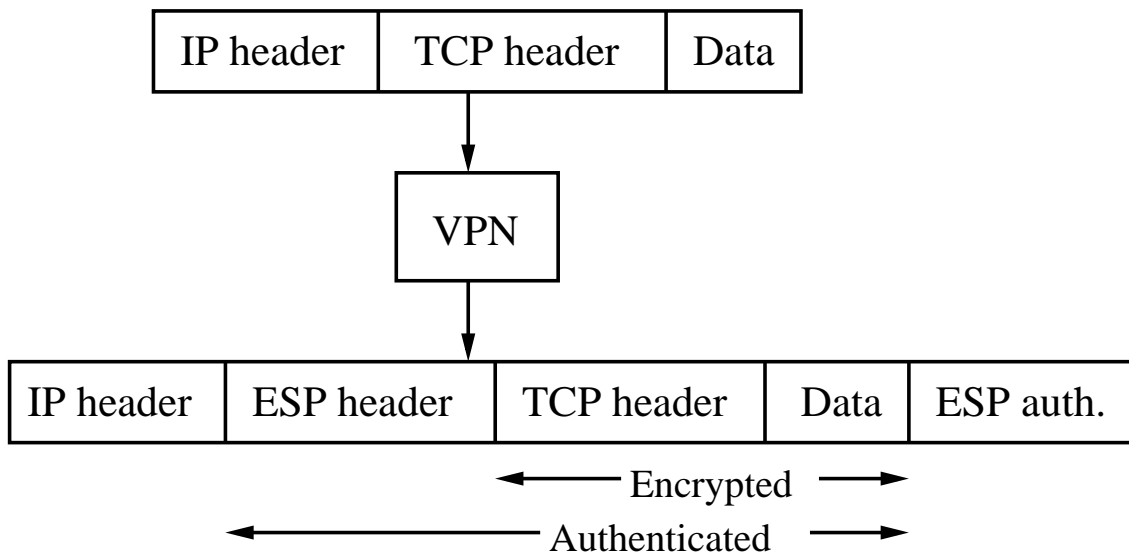 IP header TCP header Data
VPN
IP header ESP header TCP header Data ESP auth.
Encrypted
Authenticated